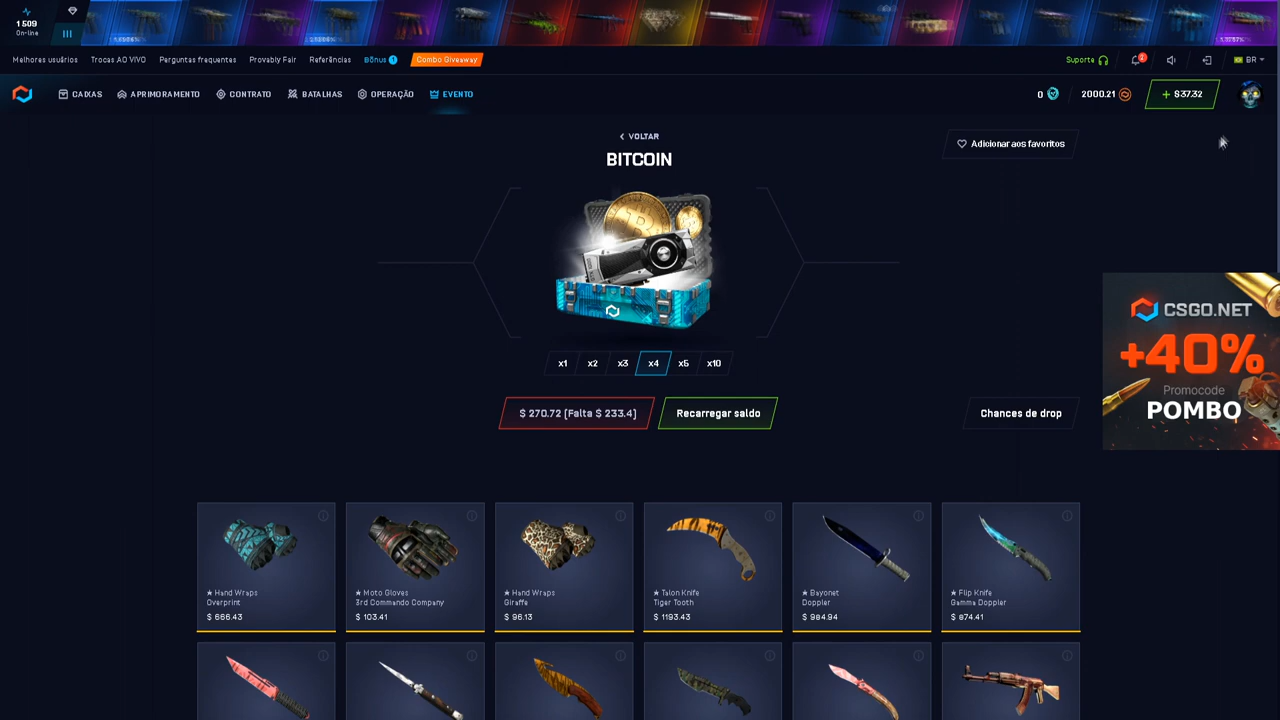 1 509
On-line
Melhores usuários
Trocas AO VIVO
Perguntas frequentes
Provably Fair
Referências
Bônus
Combo Giveaway
Suporte
2
BR
CAIXAS
APRIMORAMENTO
CONTRATO
BATALHAS
OPERAÇÃO
EVENTO
0
2000.21
+ $37.32
VOLTAR
BITCOIN
Adicionar aos favoritos
x1
x2
x3
x4
x5
x10
$ 270.72 (Falta $ 233.4)
Recarregar saldo
Chances de drop
CSGO.NET
+40%
Promocode
POMBO
★ Hand Wraps
Overprint
$ 666.43
★ Moto Gloves
3rd Commando Company
$ 103.41
★ Hand Wraps
Giraffe
$ 96.13
★ Talon Knife
Tiger Tooth
$ 1193.43
★ Bayonet
Doppler
$ 984.94
★ Flip Knife
Gamma Doppler
$ 874.41